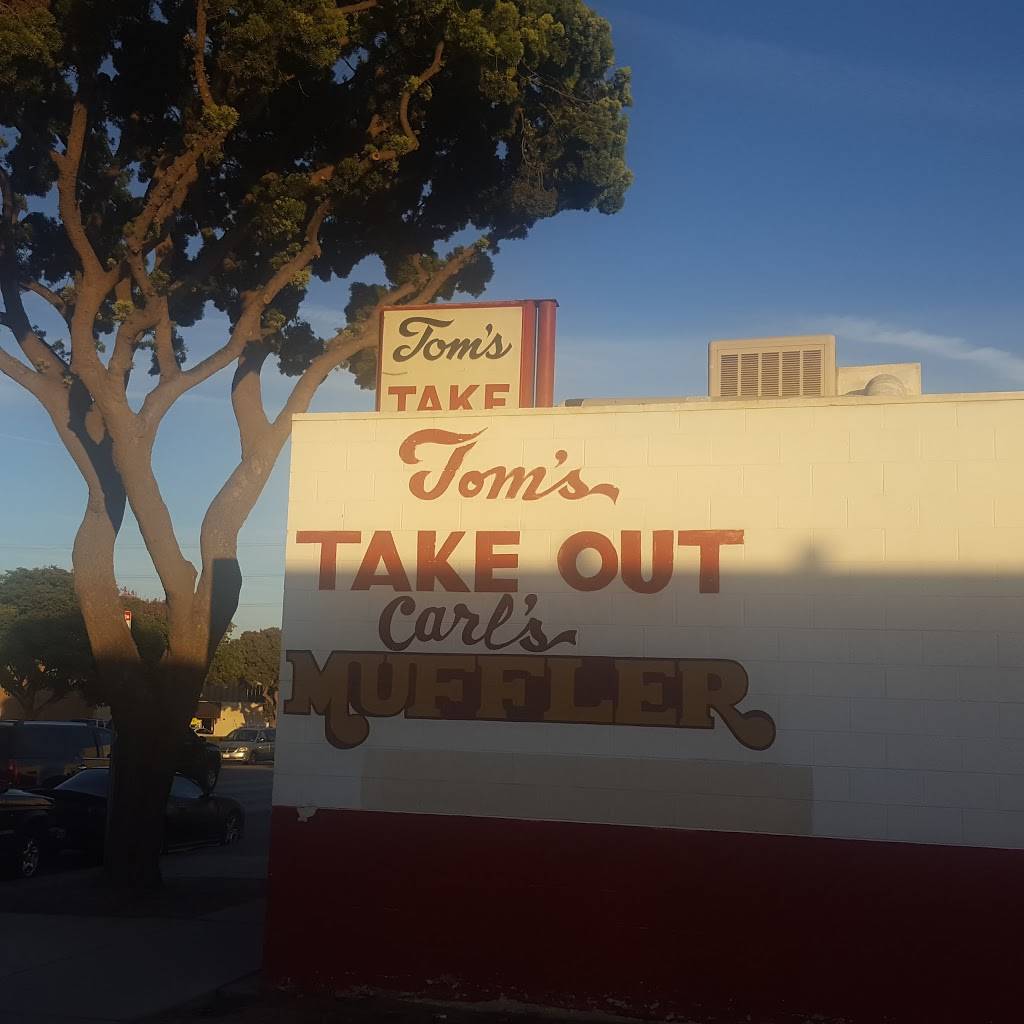 Tom's
TAKE
Tom's
TAKE OUT
Carl's
MUFFLER